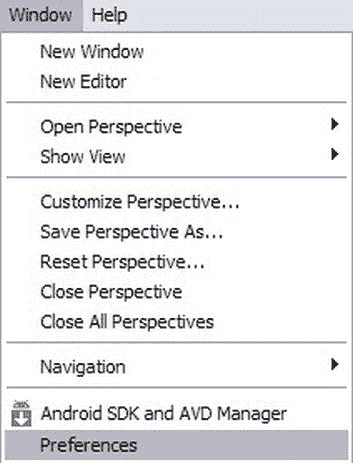 Window Help
New Window
New Editor
Open Perspective
Show View
Customize Perspective...
Save Perspective As...
Reset Perspective...
Close Perspective
Close All Perspectives
Navigation
Android SDK and AVD Manager
Preferences